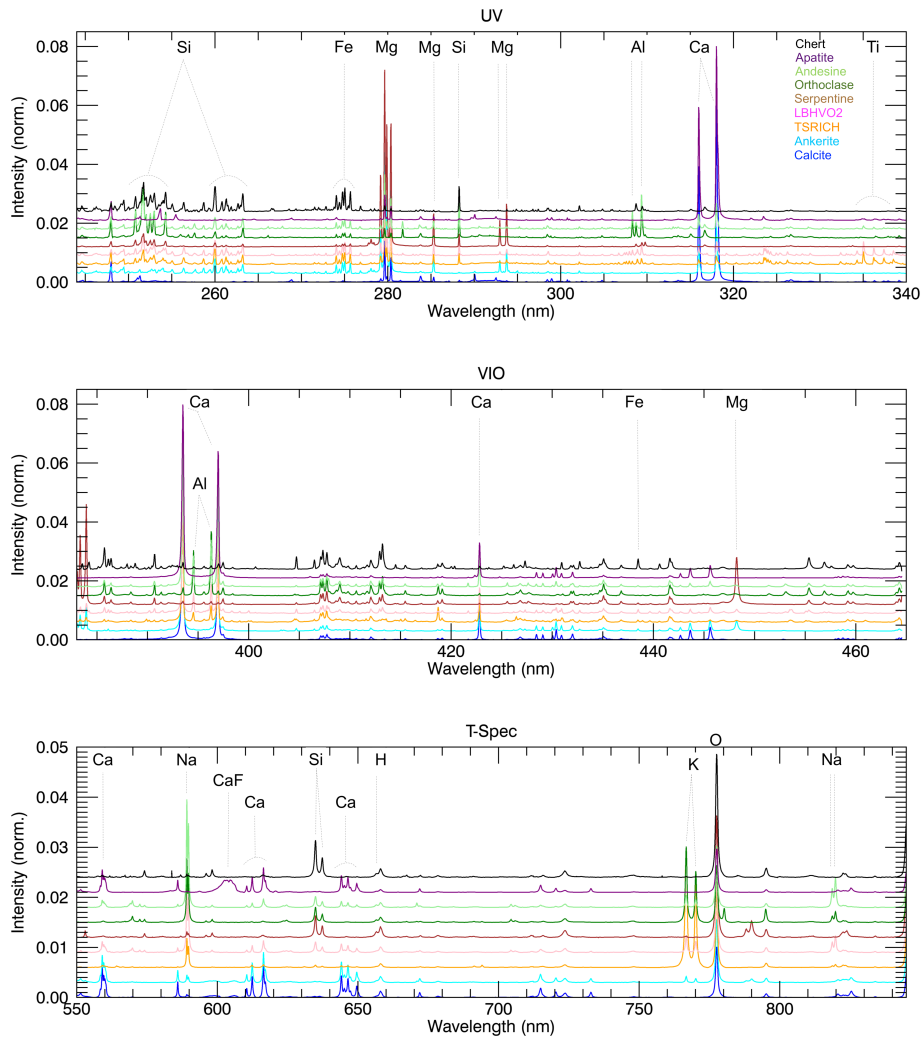 UV
0.08
0.06
0.04
0.02
0.00
Intensity (norm.)
Si
Fe
Mg
Mg
Si
Mg
Al
Ca
Ti
Chert
Apatite
Andesine
Orthoclase
Serpentine
LBHVO2
TSRICH
Ankerite
Calcite
260
280
300
320
340
Wavelength (nm)
VIO
0.08
0.06
0.04
0.02
0.00
Intensity (norm.)
Ca
Al
Ca
Fe
Mg
400
420
440
460
Wavelength (nm)
T-Spec
0.05
0.04
0.03
0.02
0.01
0.00
Intensity (norm.)
Ca
Na
CaF
Ca
Si
Ca
H
K
O
Na
550
600
650
700
750
800
Wavelength (nm)